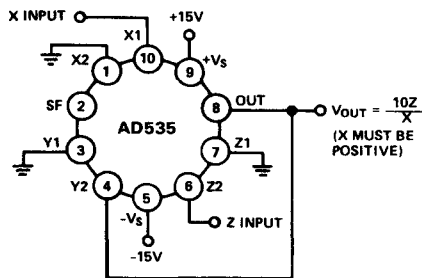 X INPUT
+15V
X1
X2
10
+VS
1
9
SF
2
8
OUT
VOUT = 10Z
X
(X MUST BE
POSITIVE)
AD535
Y1
3
7
Z1
Y2
4
5
6
Z2
-VS
Z INPUT
-15V